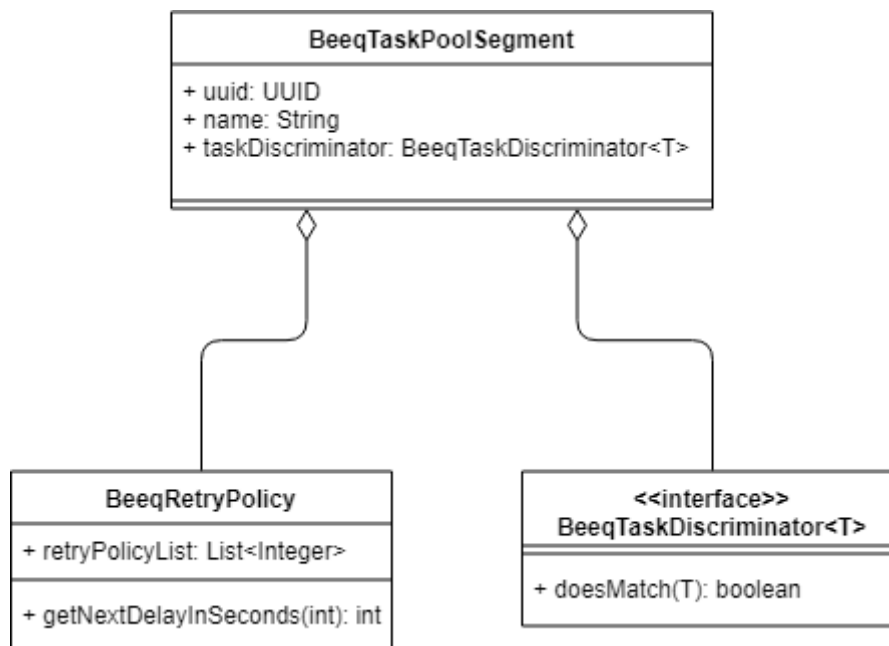 BeeqTaskPoolSegment
+ uuid: UUID
+ name: String
+ taskDiscriminator: BeeqTaskDiscriminator<T>
BeeqRetryPolicy
+ retryPolicyList: List<Integer>
+ getNextDelayInSeconds(int): int
<<interface>>
BeeqTaskDiscriminator<T>
+ doesMatch(T): boolean